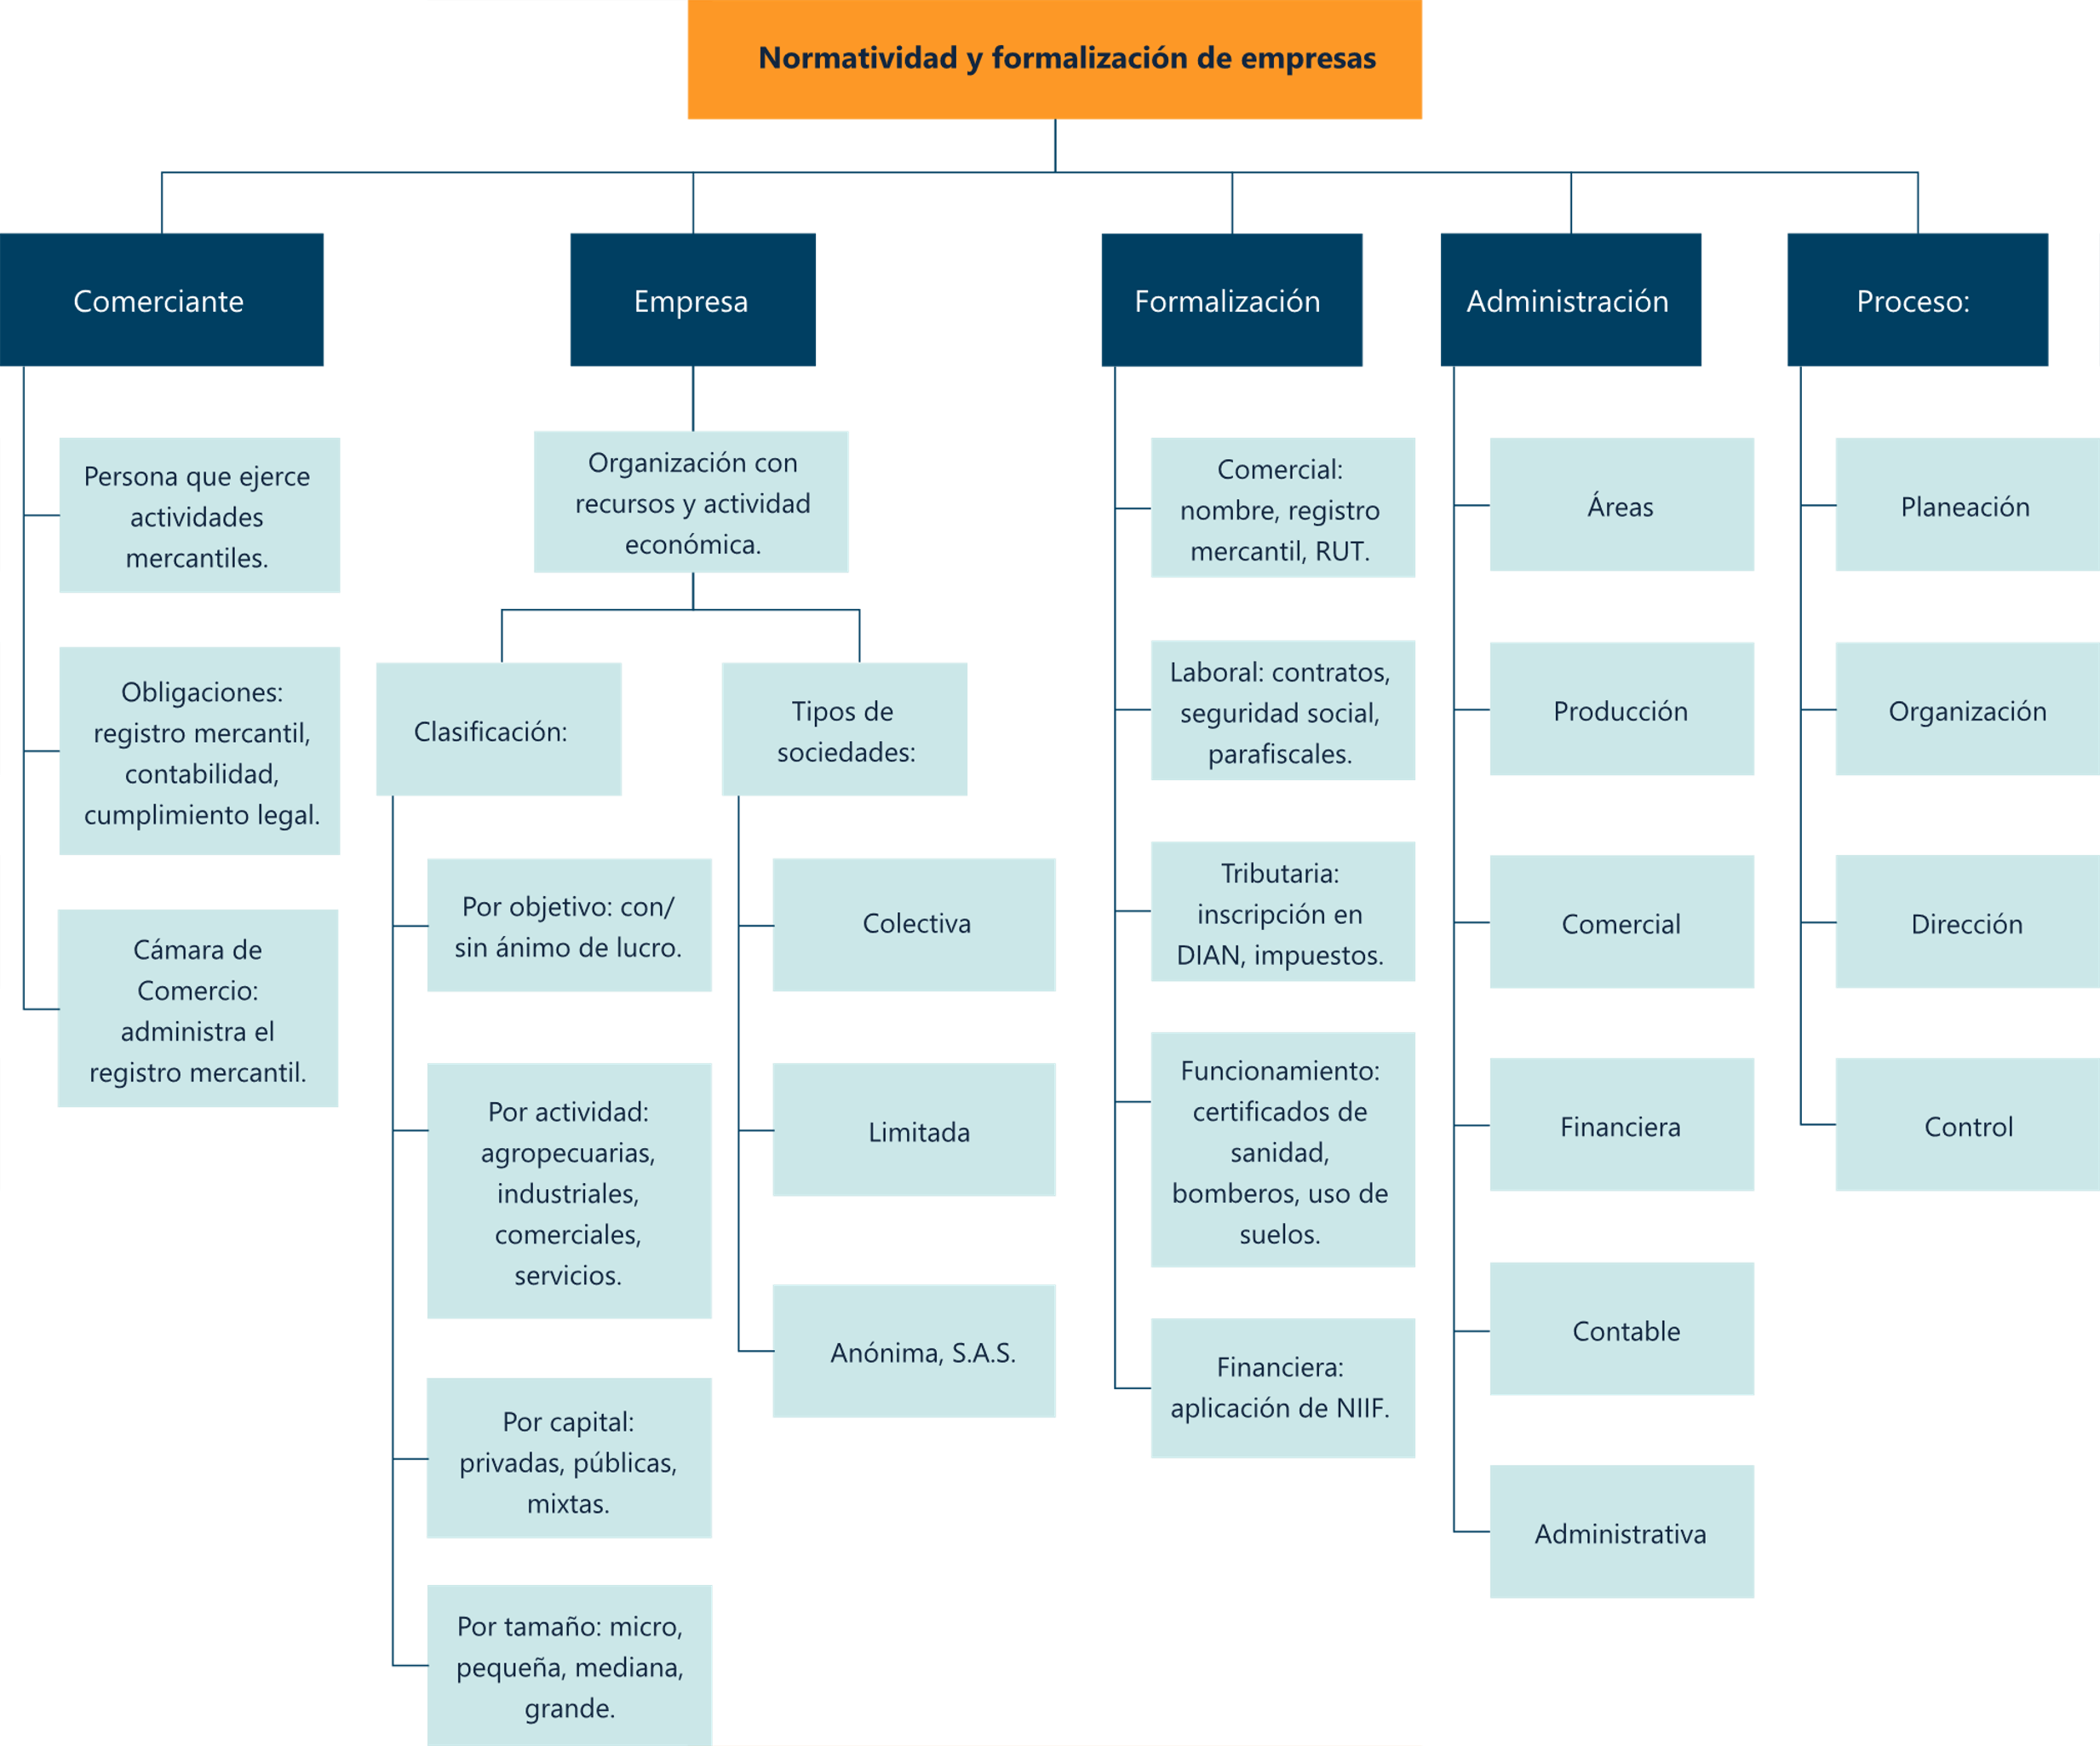 Normatividad y formalización de empresas
Comerciante
Persona que ejerce
actividades
mercantiles.
Obligaciones:
registro mercantil,
contabilidad,
cumplimiento legal.
Cámara de
Comercio:
administra el
registro mercantil.
Empresa
Organización con
recursos y actividad
económica.
Clasificación:
Por objetivo: con/
sin ánimo de lucro.
Por actividad:
agropecuarias,
industriales,
comerciales,
servicios.
Por capital:
privadas, públicas,
mixtas.
Por tamaño: micro,
pequeña, mediana,
grande.
Tipos de
sociedades:
Colectiva
Limitada
Anónima, S.A.S.
Formalización
Comercial:
nombre, registro
mercantil, RUT.
Laboral: contratos,
seguridad social,
parafiscales.
Tributaria:
inscripción en
DIAN, impuestos.
Funcionamiento:
certificados de
sanidad,
bomberos, uso de
suelos.
Financiera:
aplicación de NIIF.
Administración
Áreas
Producción
Comercial
Financiera
Contable
Administrativa
Proceso:
Planeación
Organización
Dirección
Control